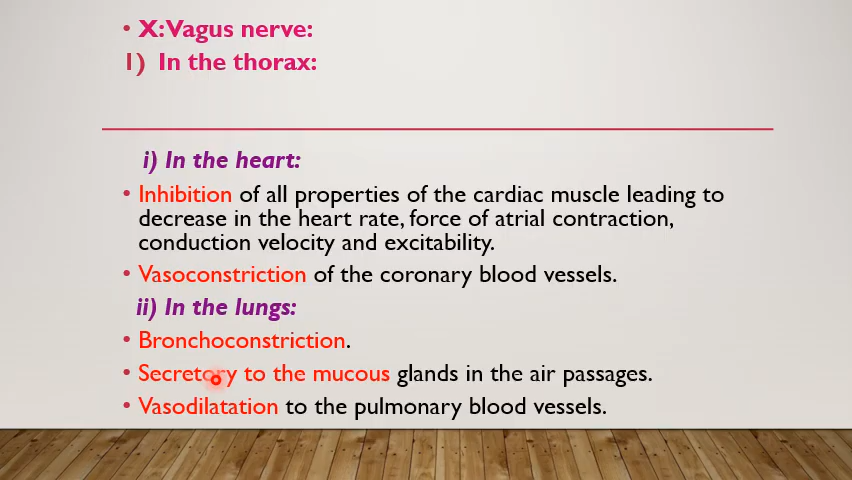 • X: Vagus nerve:
1) In the thorax:
i) In the heart:
• Inhibition of all properties of the cardiac muscle leading to
decrease in the heart rate, force of atrial contraction,
conduction velocity and excitability.
• Vasoconstriction of the coronary blood vessels.
ii) In the lungs:
• Bronchoconstriction.
• Secretory to the mucous glands in the air passages.
• Vasodilatation to the pulmonary blood vessels.